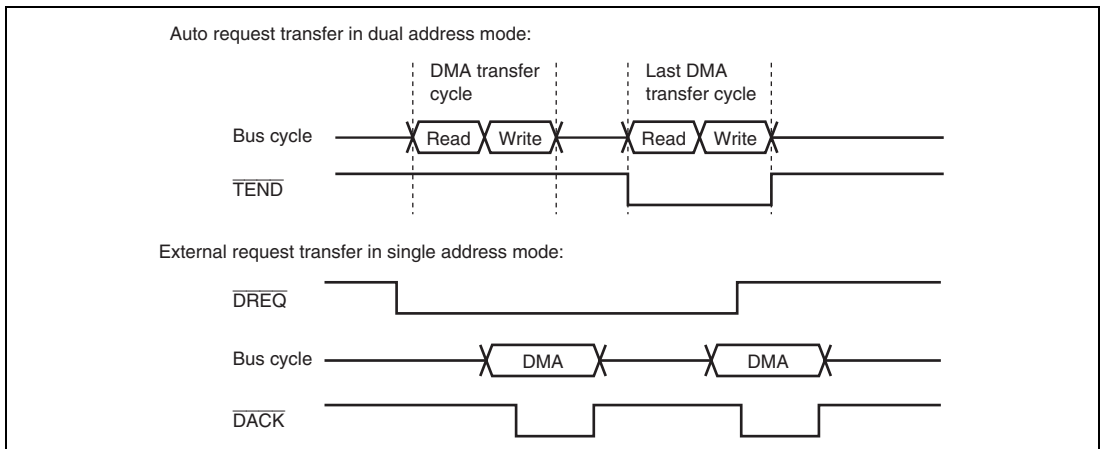 Auto request transfer in dual address mode:
DMA transfer
cycle
Last DMA
transfer cycle
Bus cycle
Read
Write
Read
Write
TEND
External request transfer in single address mode:
DREQ
Bus cycle
DMA
DMA
DACK